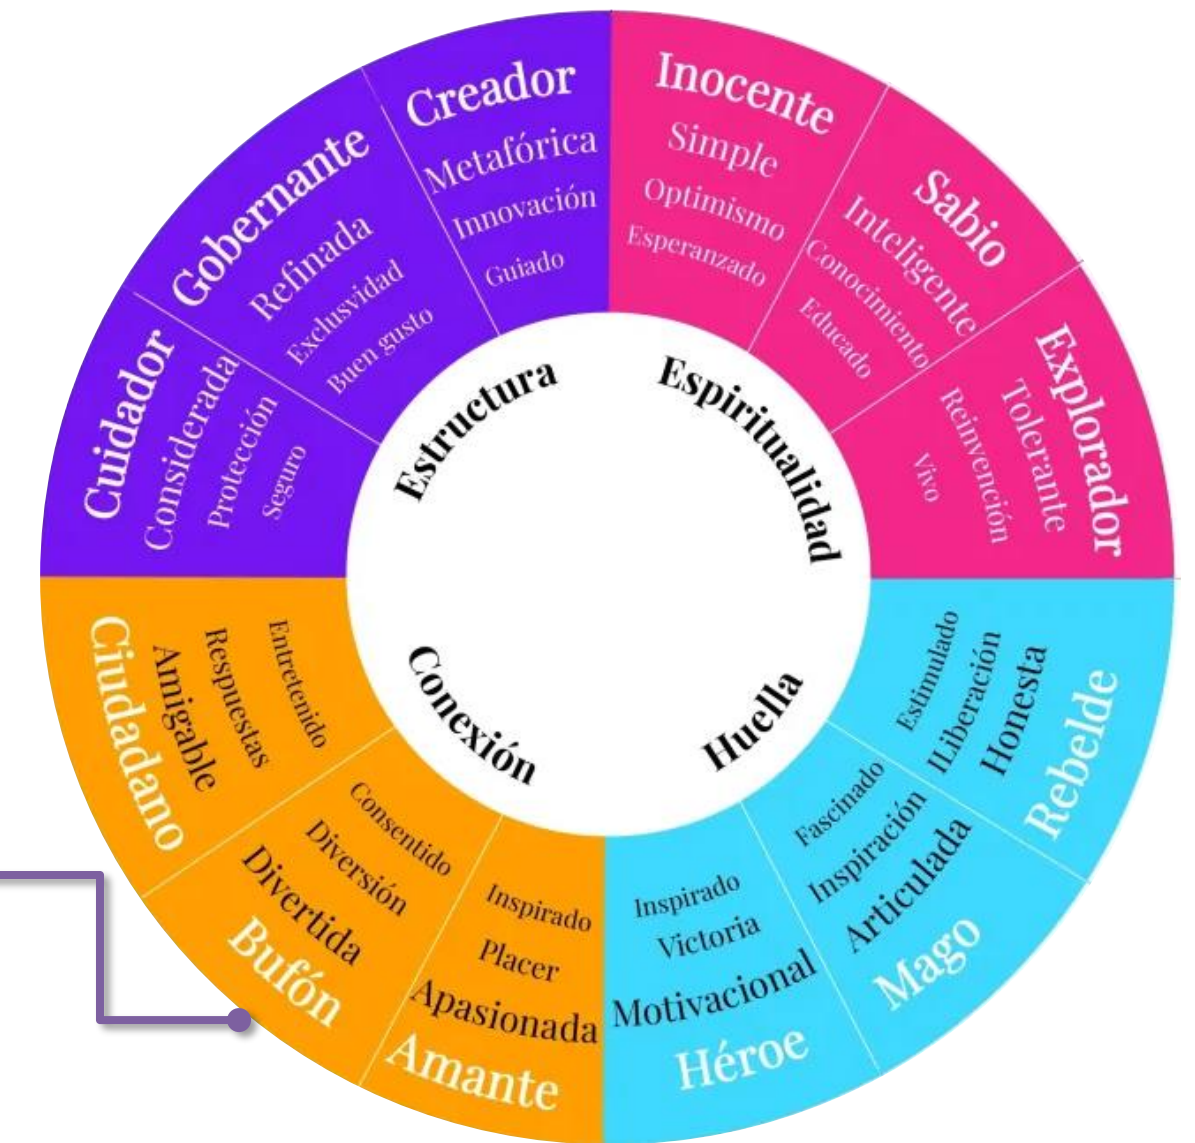 Creador
Metafórica
Innovación
Guiado
Inocente
Simple
Optimismo
Esperanzado
Sabio
Inteligente
Conocimiento
Educado
Explorador
Tolerante
Reinvención
Vivo
Rebelde
Honesta
ILiberación
Estimulado
Mago
Articulada
Inspiración
Fascinado
Héroe
Motivacional
Victoria
Inspirado
Amante
Apasionada
Placer
Inspirado
Bufón
Divertida
Diversión
Consentido
Ciudadano
Amigable
Respuestas
Entretenido
Cuidador
Considerada
Protección
Seguro
Gobernante
Refinada
Exclusvidad
Buen gusto
Estructura
Espiritualidad
Huella
Conexión